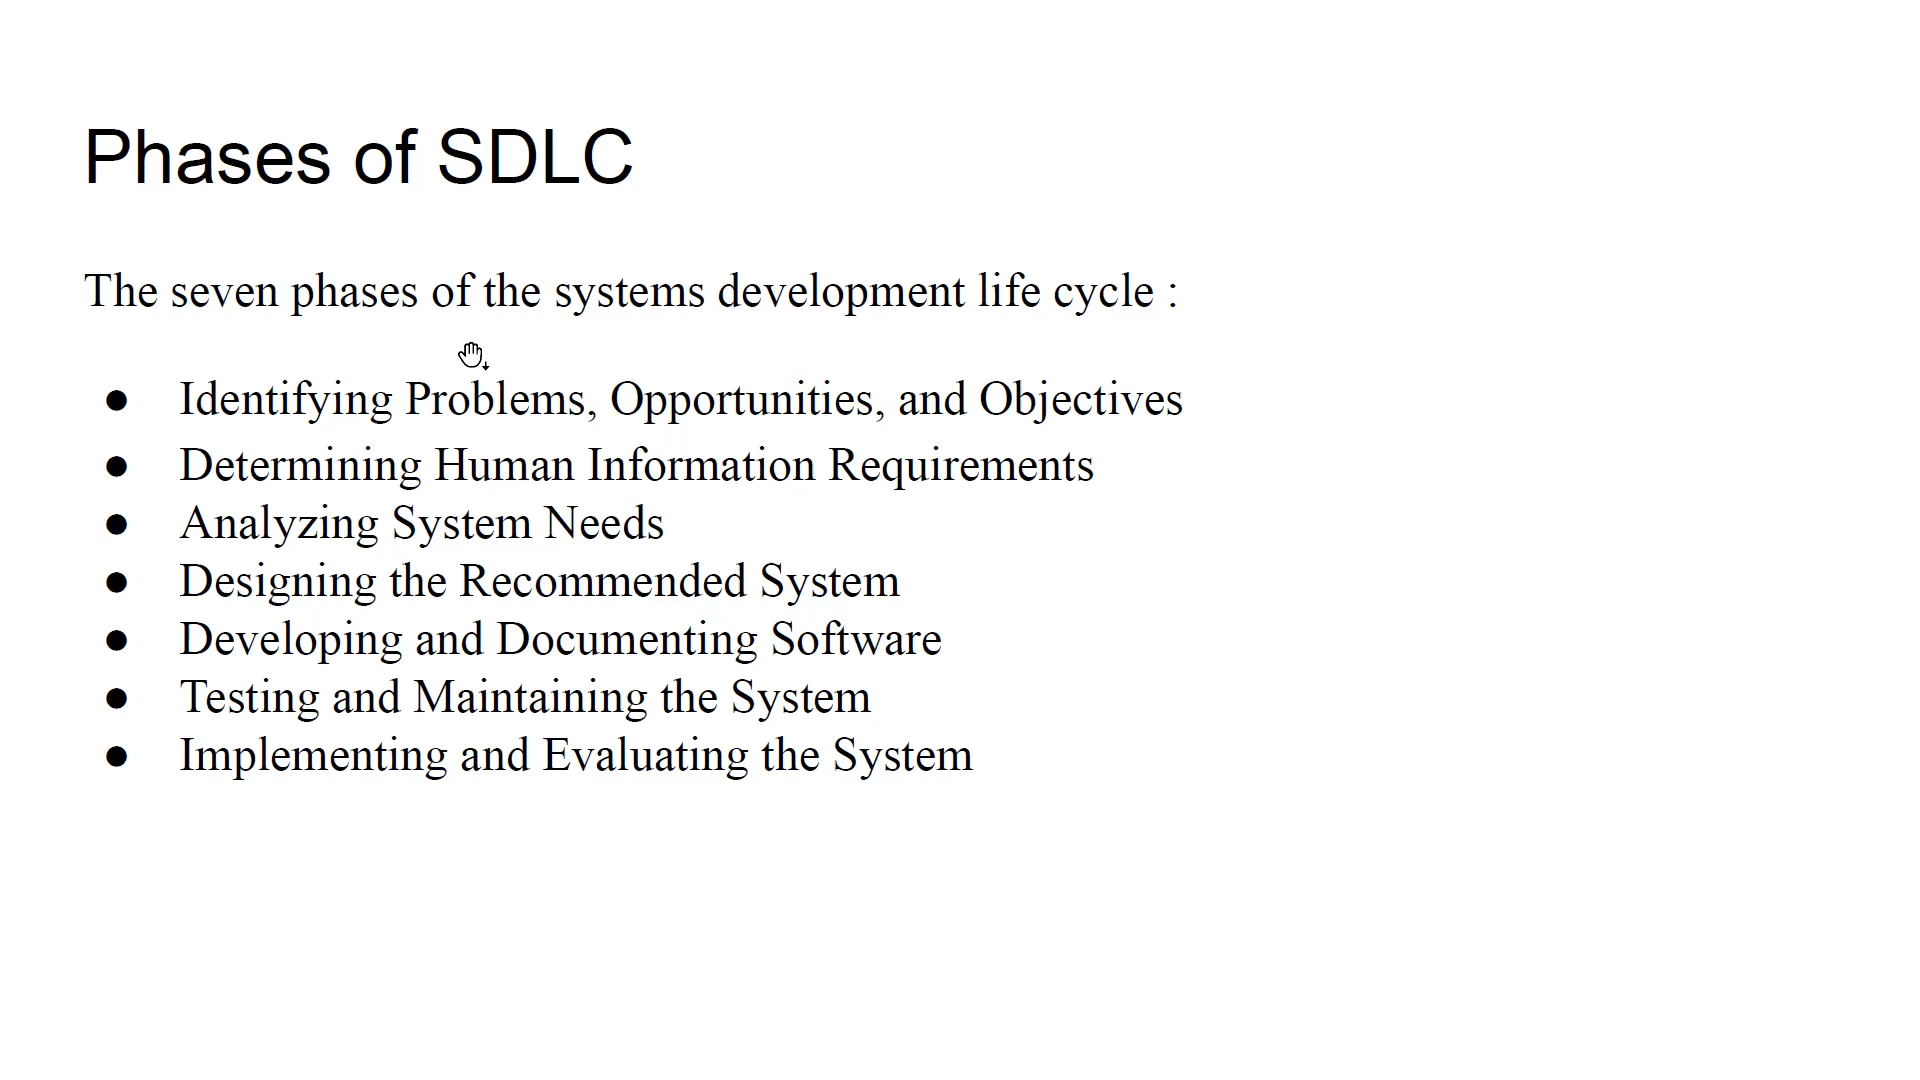 Phases of SDLC
The seven phases of the systems development life cycle :
● Identifying Problems, Opportunities, and Objectives
● Determining Human Information Requirements
● Analyzing System Needs
● Designing the Recommended System
● Developing and Documenting Software
● Testing and Maintaining the System
● Implementing and Evaluating the System